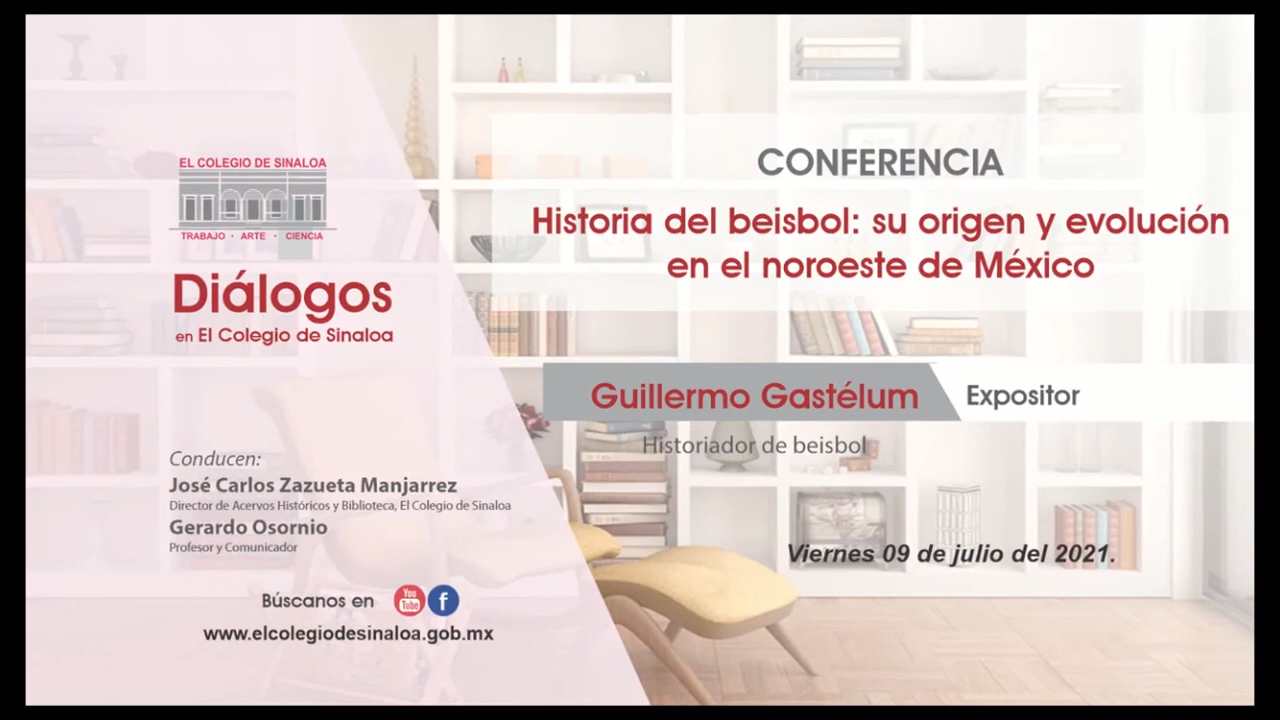 EL COLEGIO DE SINALOA
TRABAJO · ARTE · CIENCIA
Diálogos
en El Colegio de Sinaloa
Conducen:
José Carlos Zazueta Manjarrez
Director de Acervos Históricos y Biblioteca, El Colegio de Sinaloa
Gerardo Osornio
Profesor y Comunicador
Búscanos en You Tube f
www.elcolegiodesinaloa.gob.mx
CONFERENCIA
Historia del beisbol: su origen y evolución
en el noroeste de México
Guillermo Gastélum Expositor
Historiador de beisbol
Viernes 09 de julio del 2021.